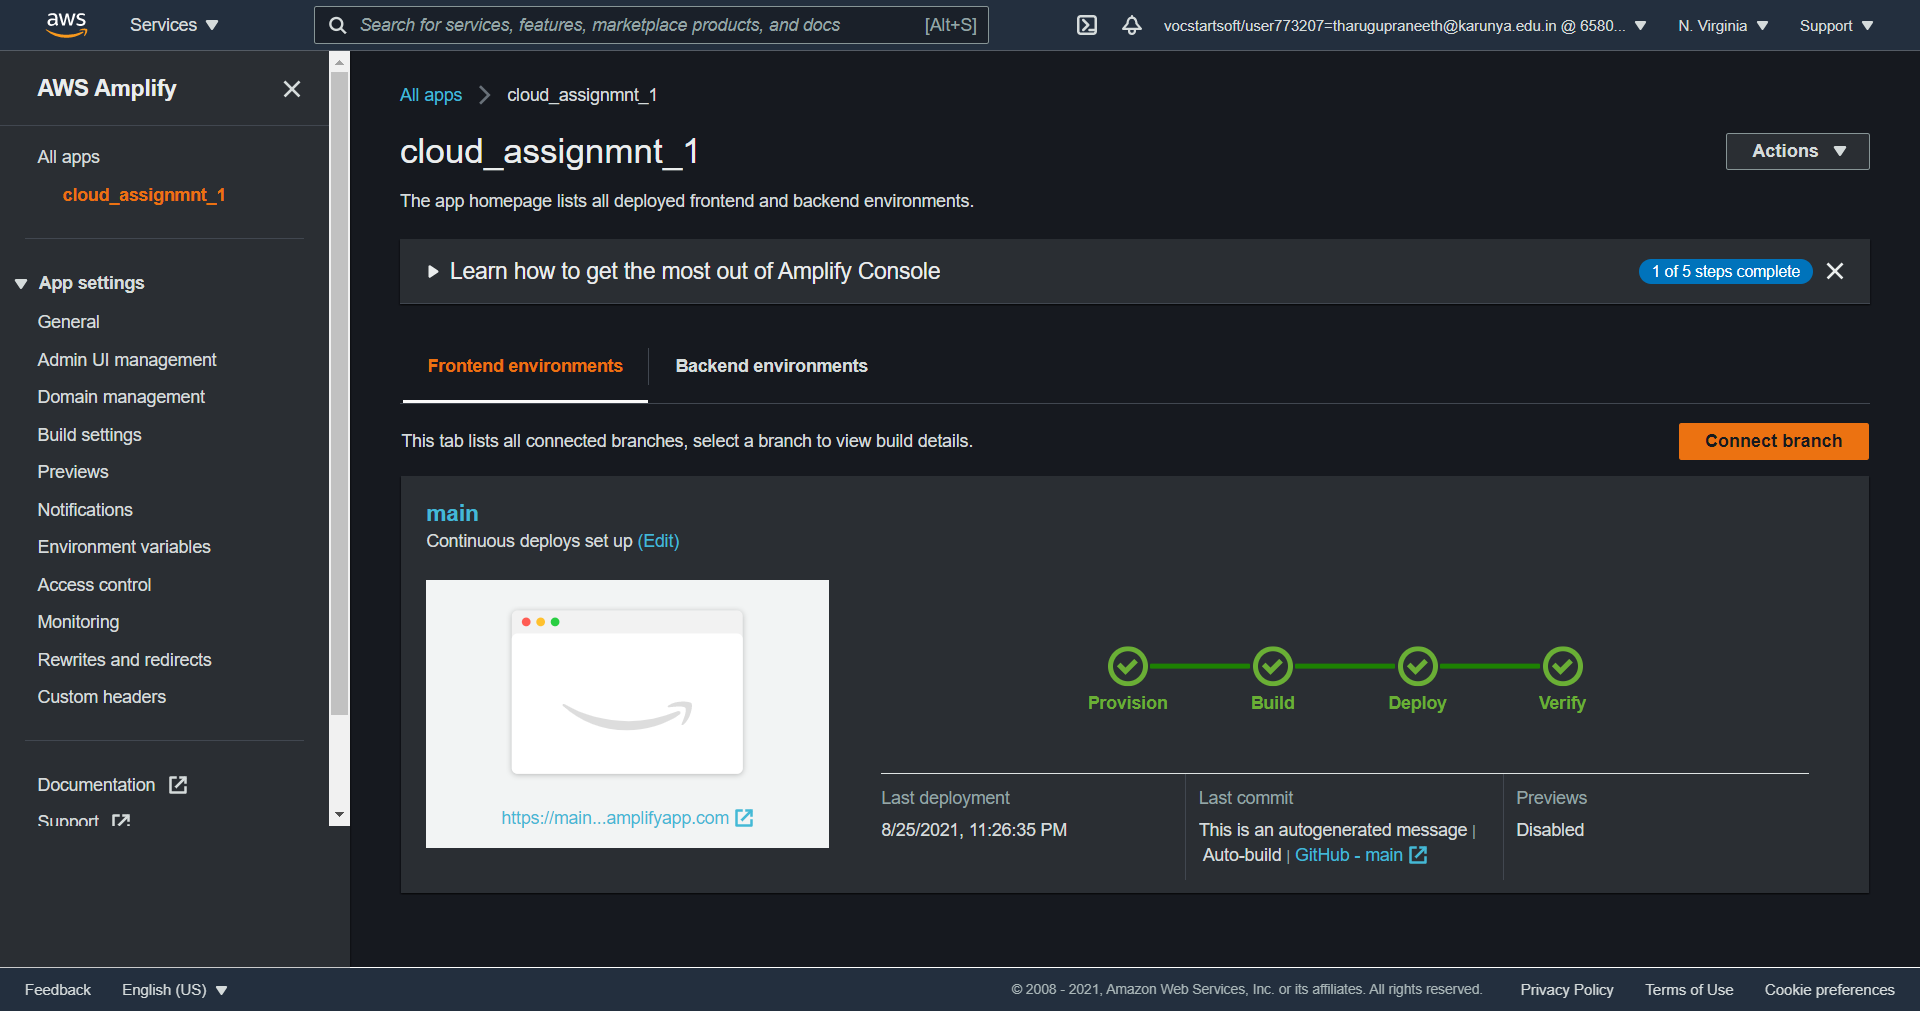 aws
Services
Search for services, features, marketplace products, and docs [Alt+S]
vocstartsoft/user773207=tharugupraneeth@karunya.edu.in @ 6580...
N. Virginia
Support
AWS Amplify
All apps
cloud_assignmnt_1
App settings
General
Admin UI management
Domain management
Build settings
Previews
Notifications
Environment variables
Access control
Monitoring
Rewrites and redirects
Custom headers
Documentation
Support
All apps
cloud_assignmnt_1
cloud_assignmnt_1
Actions
The app homepage lists all deployed frontend and backend environments.
Learn how to get the most out of Amplify Console
1 of 5 steps complete
Frontend environments
Backend environments
This tab lists all connected branches, select a branch to view build details.
Connect branch
main
Continuous deploys set up (Edit)
https://main...amplifyapp.com
Provision
Build
Deploy
Verify
Last deployment
8/25/2021, 11:26:35 PM
Last commit
This is an autogenerated message |
Auto-build | GitHub - main
Previews
Disabled
Feedback
English (US)
© 2008 - 2021, Amazon Web Services, Inc. or its affiliates. All rights reserved.
Privacy Policy
Terms of Use
Cookie preferences